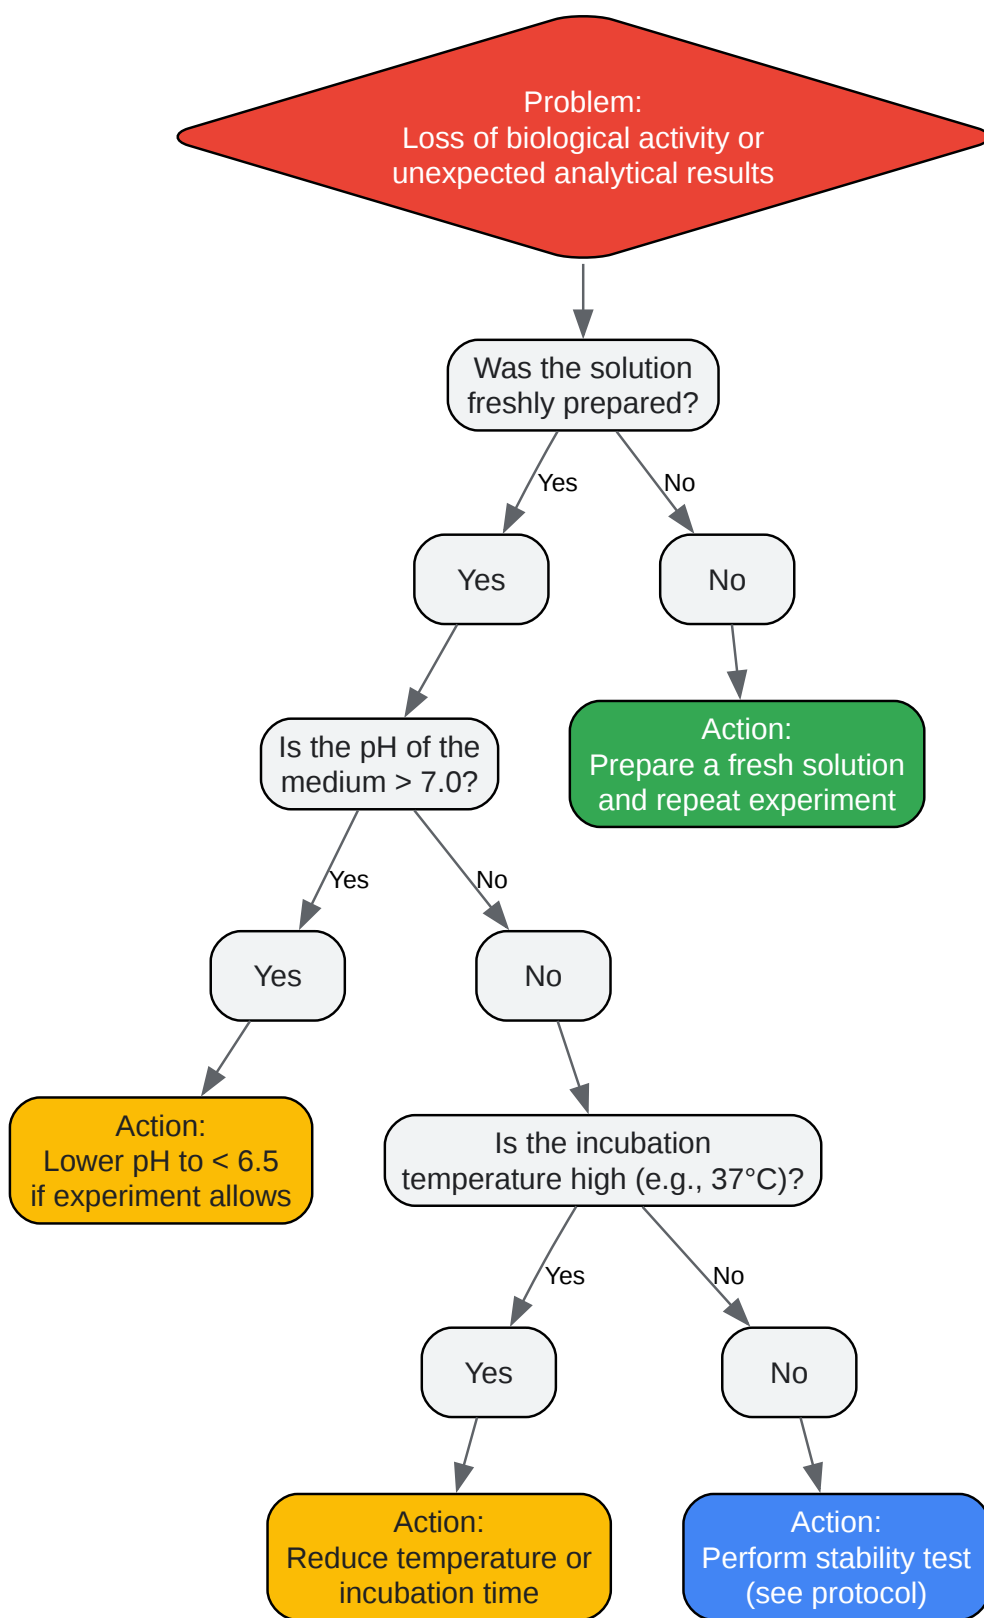 Problem:
Loss of biological activity or
unexpected analytical results
Was the solution
freshly prepared?
Yes
No
Yes
No
Is the pH of the
medium > 7.0?
Action:
Prepare a fresh solution
and repeat experiment
Yes
No
Yes
No
Action:
Lower pH to < 6.5
if experiment allows
Is the incubation
temperature high (e.g., 37°C)?
Yes
No
Yes
No
Action:
Reduce temperature or
incubation time
Action:
Perform stability test
(see protocol)